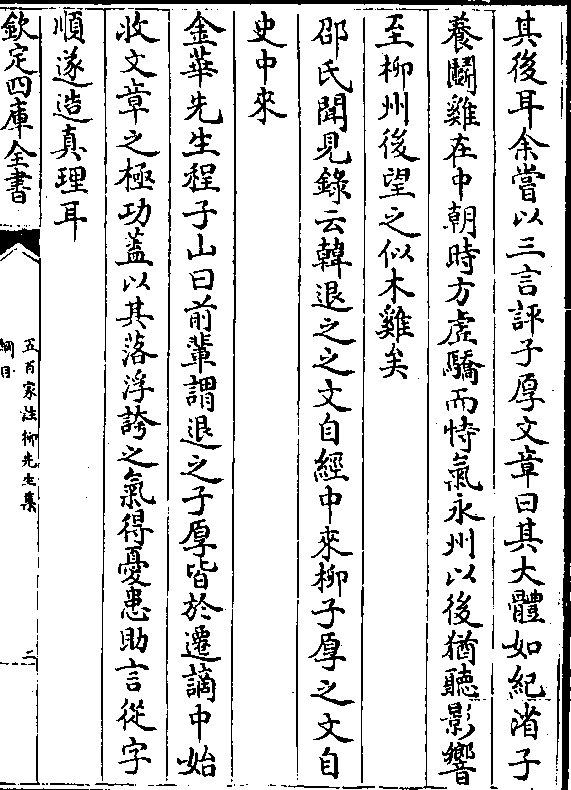 其後耳余嘗以三言評子厚文章曰其大體如紀渻子
養鬭雞在中朝時方虛驕而恃氣永州以後猶聽影響
至柳州後望之似木雞矣
邵氏聞見錄云韓退之之文自經中來柳子厚之文自
史中來
金華先生程子山曰前輩謂退之子厚皆於遷謫中始
收文章之極功蓋以其落浮誇之氣得憂患助言從字
順遂造真理耳
欽定四庫全書
五百家注柳先生集
綱目
二